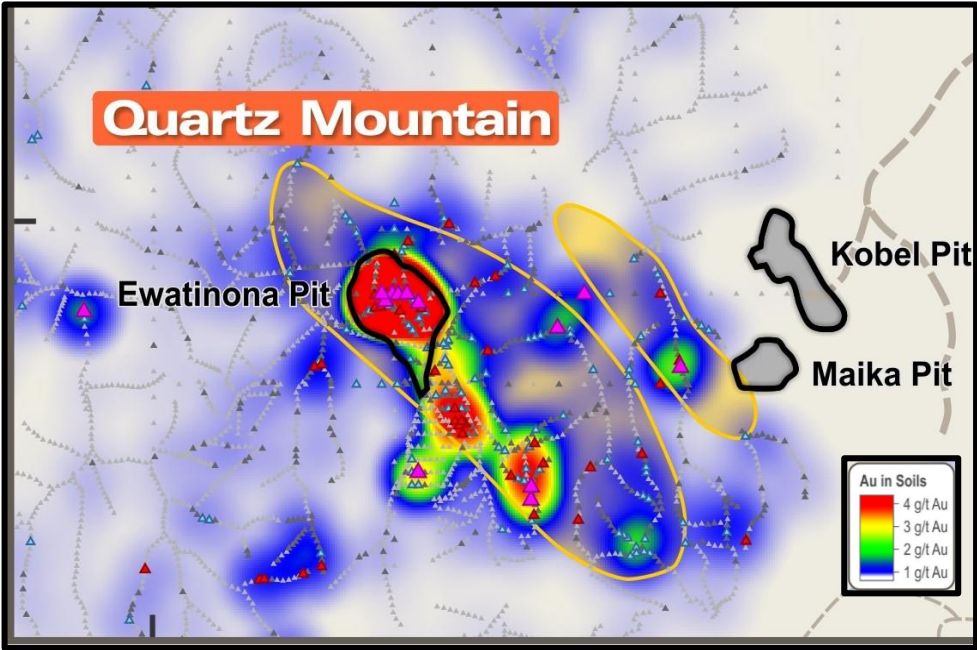 Quartz Mountain
Kobel Pit
Ewatinona Pit
Maika Pit
Au in Soils
4 g/t Au
3 g/t Au
2 g/t Au
1 g/t Au